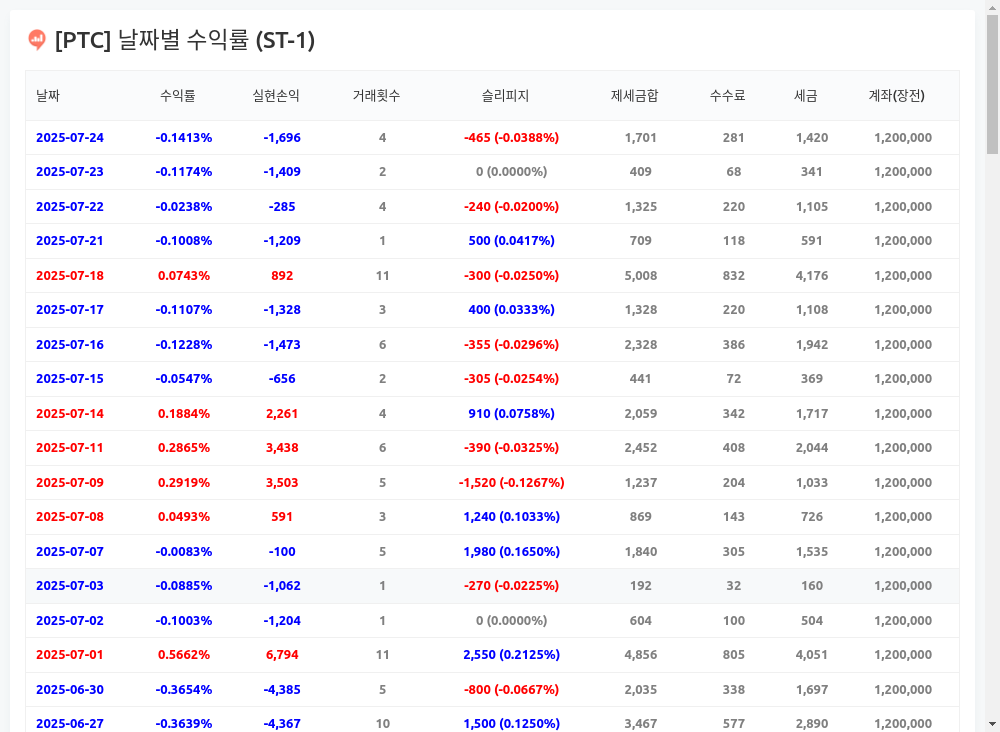 [PTC] 날짜별 수익률 (ST-1)
날짜 수익률 실현손익 거래횟수 슬리피지 제세금합 수수료 세금 계좌(장전)
2025-07-24 -0.1413% -1,696 4 -465 (-0.0388%) 1,701 281 1,420 1,200,000
2025-07-23 -0.1174% -1,409 2 0 (0.0000%) 409 68 341 1,200,000
2025-07-22 -0.0238% -285 4 -240 (-0.0200%) 1,325 220 1,105 1,200,000
2025-07-21 -0.1008% -1,209 1 500 (0.0417%) 709 118 591 1,200,000
2025-07-18 0.0743% 892 11 -300 (-0.0250%) 5,008 832 4,176 1,200,000
2025-07-17 -0.1107% -1,328 3 400 (0.0333%) 1,328 220 1,108 1,200,000
2025-07-16 -0.1228% -1,473 6 -355 (-0.0296%) 2,328 386 1,942 1,200,000
2025-07-15 -0.0547% -656 2 -305 (-0.0254%) 441 72 369 1,200,000
2025-07-14 0.1884% 2,261 4 910 (0.0758%) 2,059 342 1,717 1,200,000
2025-07-11 0.2865% 3,438 6 -390 (-0.0325%) 2,452 408 2,044 1,200,000
2025-07-09 0.2919% 3,503 5 -1,520 (-0.1267%) 1,237 204 1,033 1,200,000
2025-07-08 0.0493% 591 3 1,240 (0.1033%) 869 143 726 1,200,000
2025-07-07 -0.0083% -100 5 1,980 (0.1650%) 1,840 305 1,535 1,200,000
2025-07-03 -0.0885% -1,062 1 -270 (-0.0225%) 192 32 160 1,200,000
2025-07-02 -0.1003% -1,204 1 0 (0.0000%) 604 100 504 1,200,000
2025-07-01 0.5662% 6,794 11 2,550 (0.2125%) 4,856 805 4,051 1,200,000
2025-06-30 -0.3654% -4,385 5 -800 (-0.0667%) 2,035 338 1,697 1,200,000
2025-06-27 -0.3639% -4,367 10 1,500 (0.1250%) 3,467 577 2,890 1,200,000